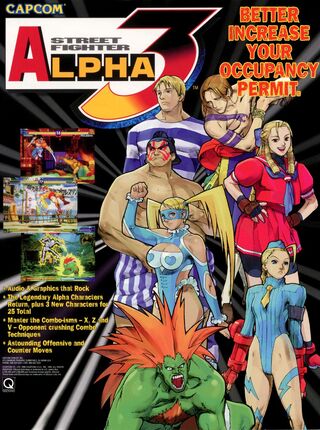 CAPCOM
STREET
FIGHTER
ALPHA 3
TM
BETTER
INCREASE
YOUR
OCCUPANCY
PERMIT.
• Audio & Graphics that Rock
• The Legendary Alpha Characters
Return, plus 3 New Characters for
25 Total
• Master the Combo-isms - X, Z and
V - Opponent crushing Combo
Techniques
• Astounding Offensive and
Counter Moves
Q